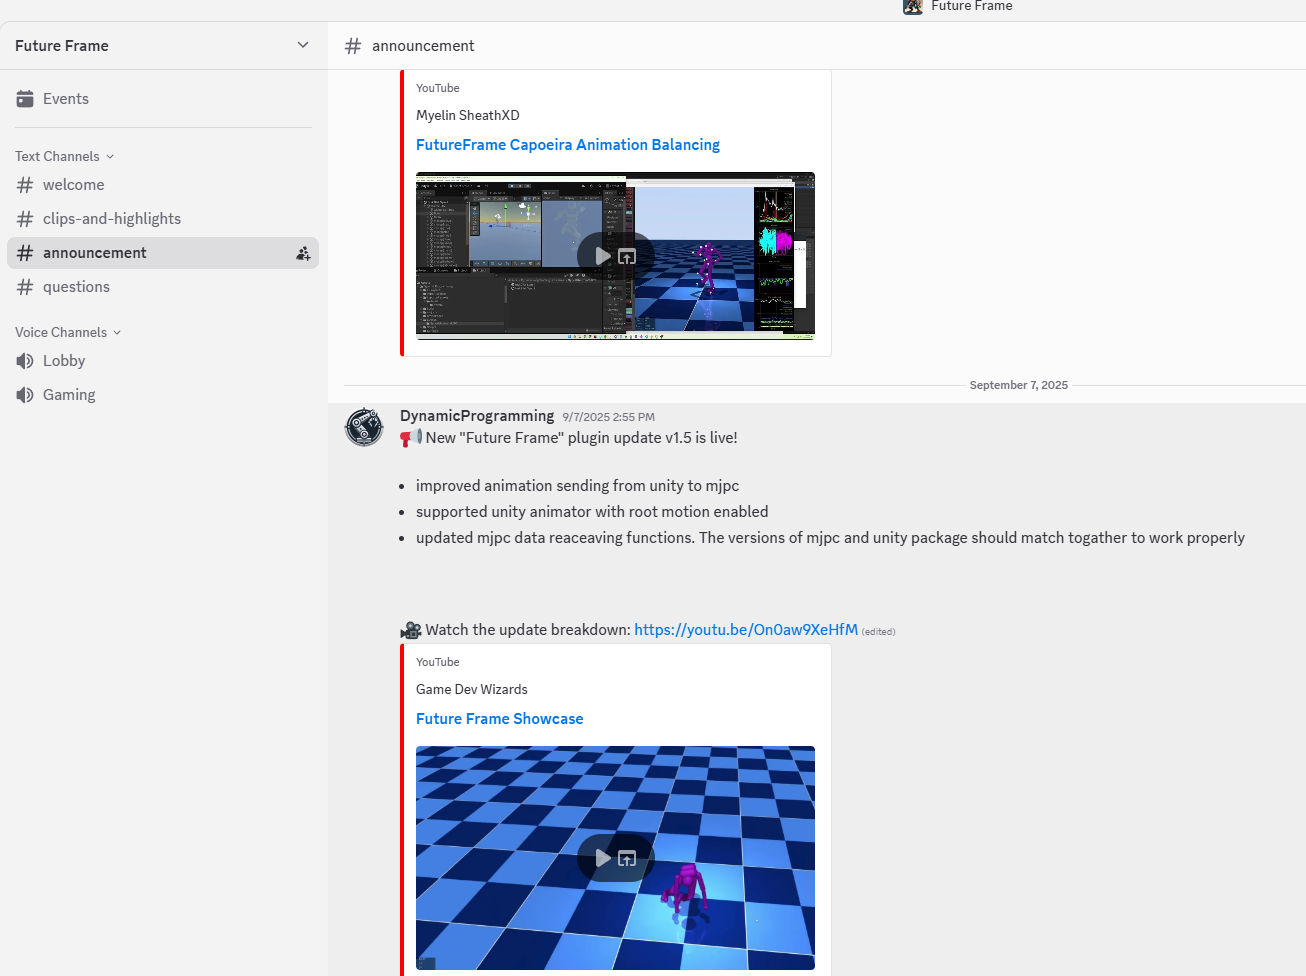 Future Frame
Future Frame
# announcement
Events
Text Channels
# welcome
# clips-and-highlights
# announcement
# questions
Voice Channels
Lobby
Gaming
YouTube
Myelin SheathXD
FutureFrame Capoeira Animation Balancing
September 7, 2025
DynamicProgramming 9/7/2025 2:55 PM
📢 New "Future Frame" plugin update v1.5 is live!
• improved animation sending from unity to mjpc
• supported unity animator with root motion enabled
• updated mjpc data reaceaving functions. The versions of mjpc and unity package should match togather to work properly
🎥 Watch the update breakdown: https://youtu.be/On0aw9XeHfM (edited)
YouTube
Game Dev Wizards
Future Frame Showcase